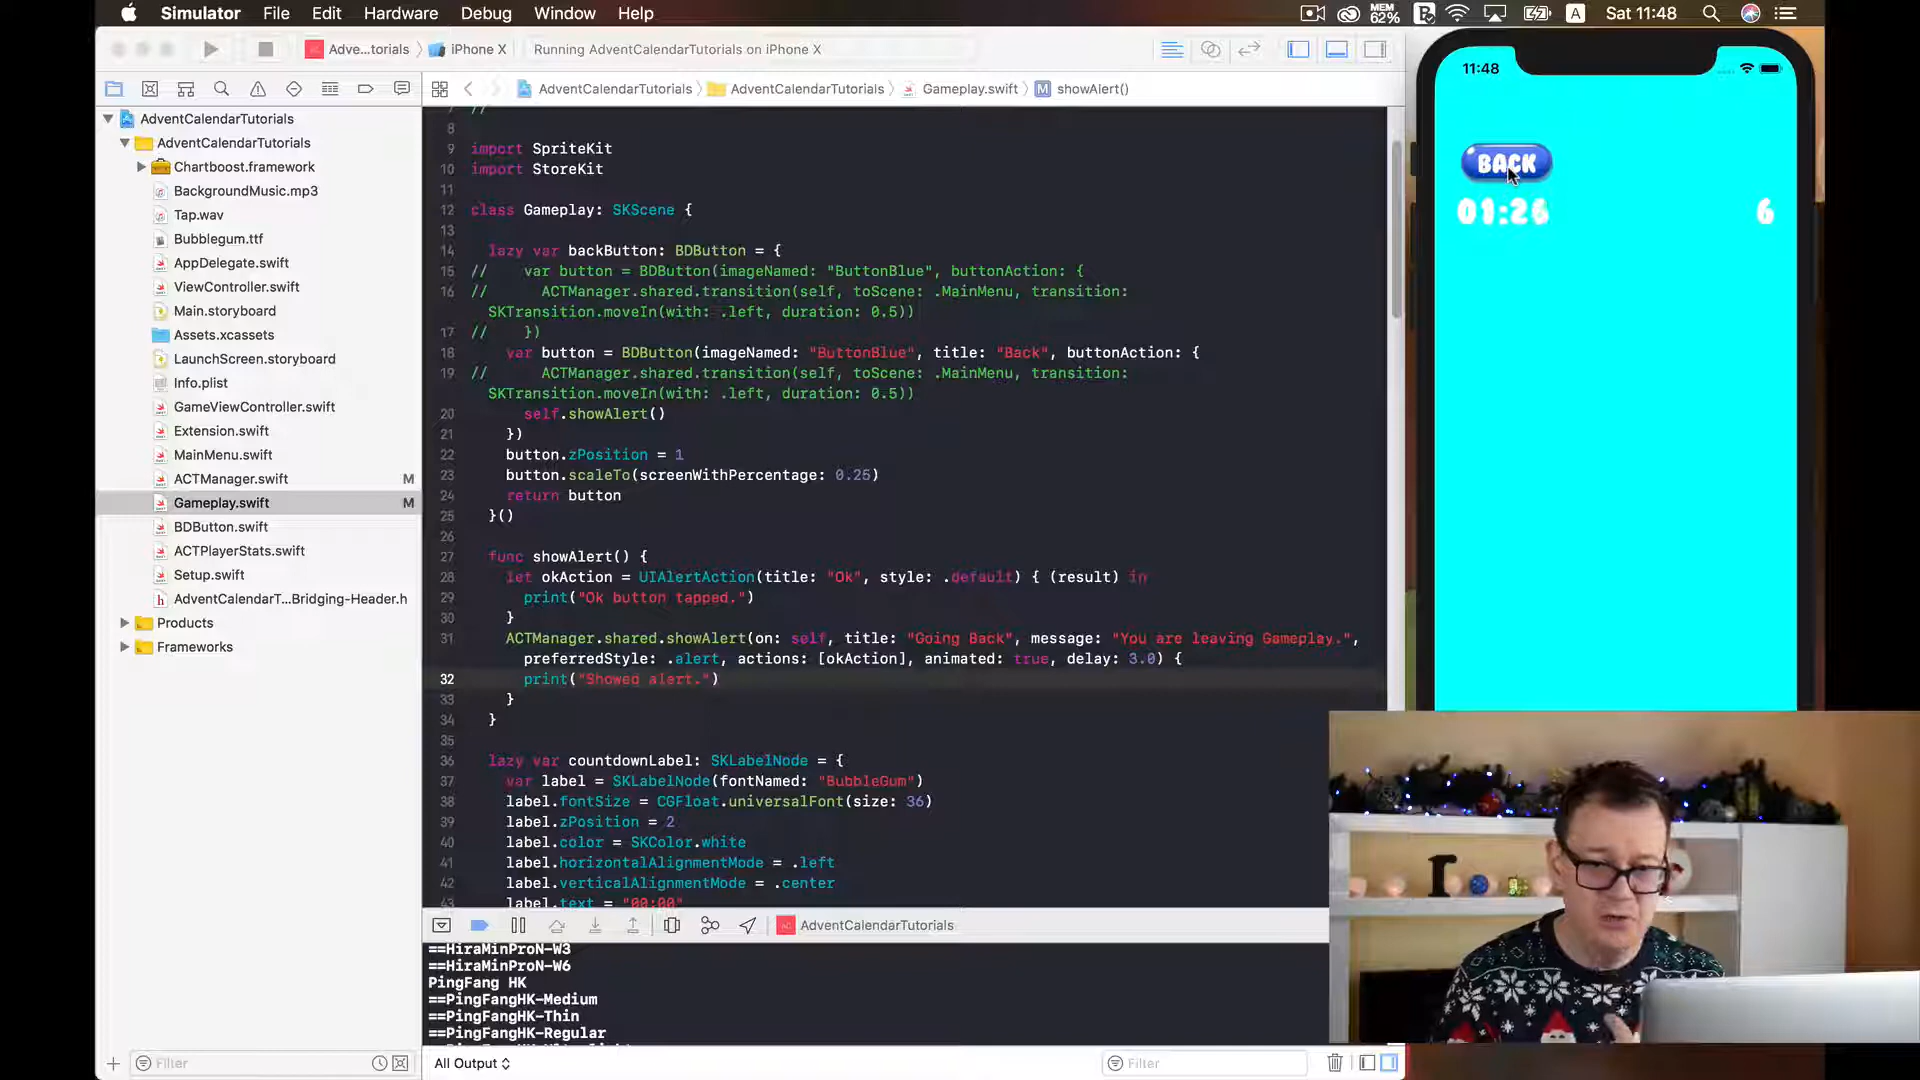 Simulator File Edit Hardware Debug Window Help
MEM 62% A Sat 11:48
Adve...torials iPhone X Running AdventCalendarTutorials on iPhone X
AdventCalendarTutorials AdventCalendarTutorials Gameplay.swift M showAlert()
AdventCalendarTutorials
AdventCalendarTutorials
Chartboost.framework
BackgroundMusic.mp3
Tap.wav
Bubblegum.ttf
AppDelegate.swift
ViewController.swift
Main.storyboard
Assets.xcassets
LaunchScreen.storyboard
Info.plist
GameViewController.swift
Extension.swift
MainMenu.swift
ACTManager.swift M
Gameplay.swift M
BDButton.swift
ACTPlayerStats.swift
Setup.swift
h AdventCalendarT...Bridging-Header.h
Products
Frameworks
Filter
//
8
9 import SpriteKit
10 import StoreKit
11
12 class Gameplay: SKScene {
13
14 lazy var backButton: BDButton = {
15 // var button = BDButton(imageNamed: "ButtonBlue", buttonAction: {
16 // ACTManager.shared.transition(self, toScene: .MainMenu, transition:
SKTransition.moveIn(with: .left, duration: 0.5))
17 // })
18 var button = BDButton(imageNamed: "ButtonBlue", title: "Back", buttonAction: {
19 // ACTManager.shared.transition(self, toScene: .MainMenu, transition:
SKTransition.moveIn(with: .left, duration: 0.5))
20 self.showAlert()
21 })
22 button.zPosition = 1
23 button.scaleTo(screenWithPercentage: 0.25)
24 return button
25 }()
26
27 func showAlert() {
28 let okAction = UIAlertAction(title: "Ok", style: .default) { (result) in
29 print("Ok button tapped.")
30 }
31 ACTManager.shared.showAlert(on: self, title: "Going Back", message: "You are leaving Gameplay.",
preferredStyle: .alert, actions: [okAction], animated: true, delay: 3.0) {
32 print("Showed alert.")
33 }
34 }
35
36 lazy var countdownLabel: SKLabelNode = {
37 var label = SKLabelNode(fontNamed: "BubbleGum")
38 label.fontSize = CGFloat.universalFont(size: 36)
39 label.zPosition = 2
40 label.color = SKColor.white
41 label.horizontalAlignmentMode = .left
42 label.verticalAlignmentMode = .center
43 label.text = "00:00"
AdventCalendarTutorials
==HiraMinProN-W3
==HiraMinProN-W6
PingFang HK
==PingFangHK-Medium
==PingFangHK-Thin
==PingFangHK-Regular
All Output Filter
11:48
BACK
01:26 6